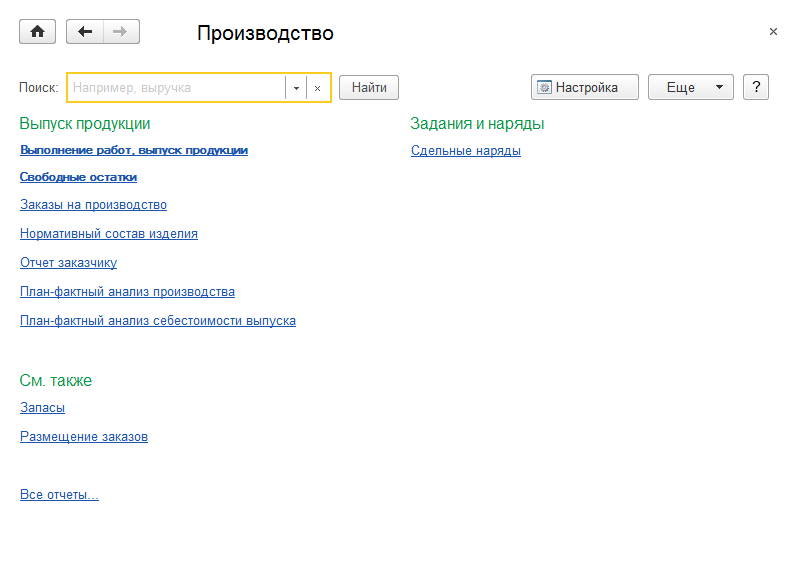 Производство
Поиск: Например, выручка Найти Настройка Еще ?
Выпуск продукции
Выполнение работ, выпуск продукции
Свободные остатки
Заказы на производство
Нормативный состав изделия
Отчет заказчику
План-фактный анализ производства
План-фактный анализ себестоимости выпуска
Задания и наряды
Сдельные наряды
См. также
Запасы
Размещение заказов
Все отчеты...